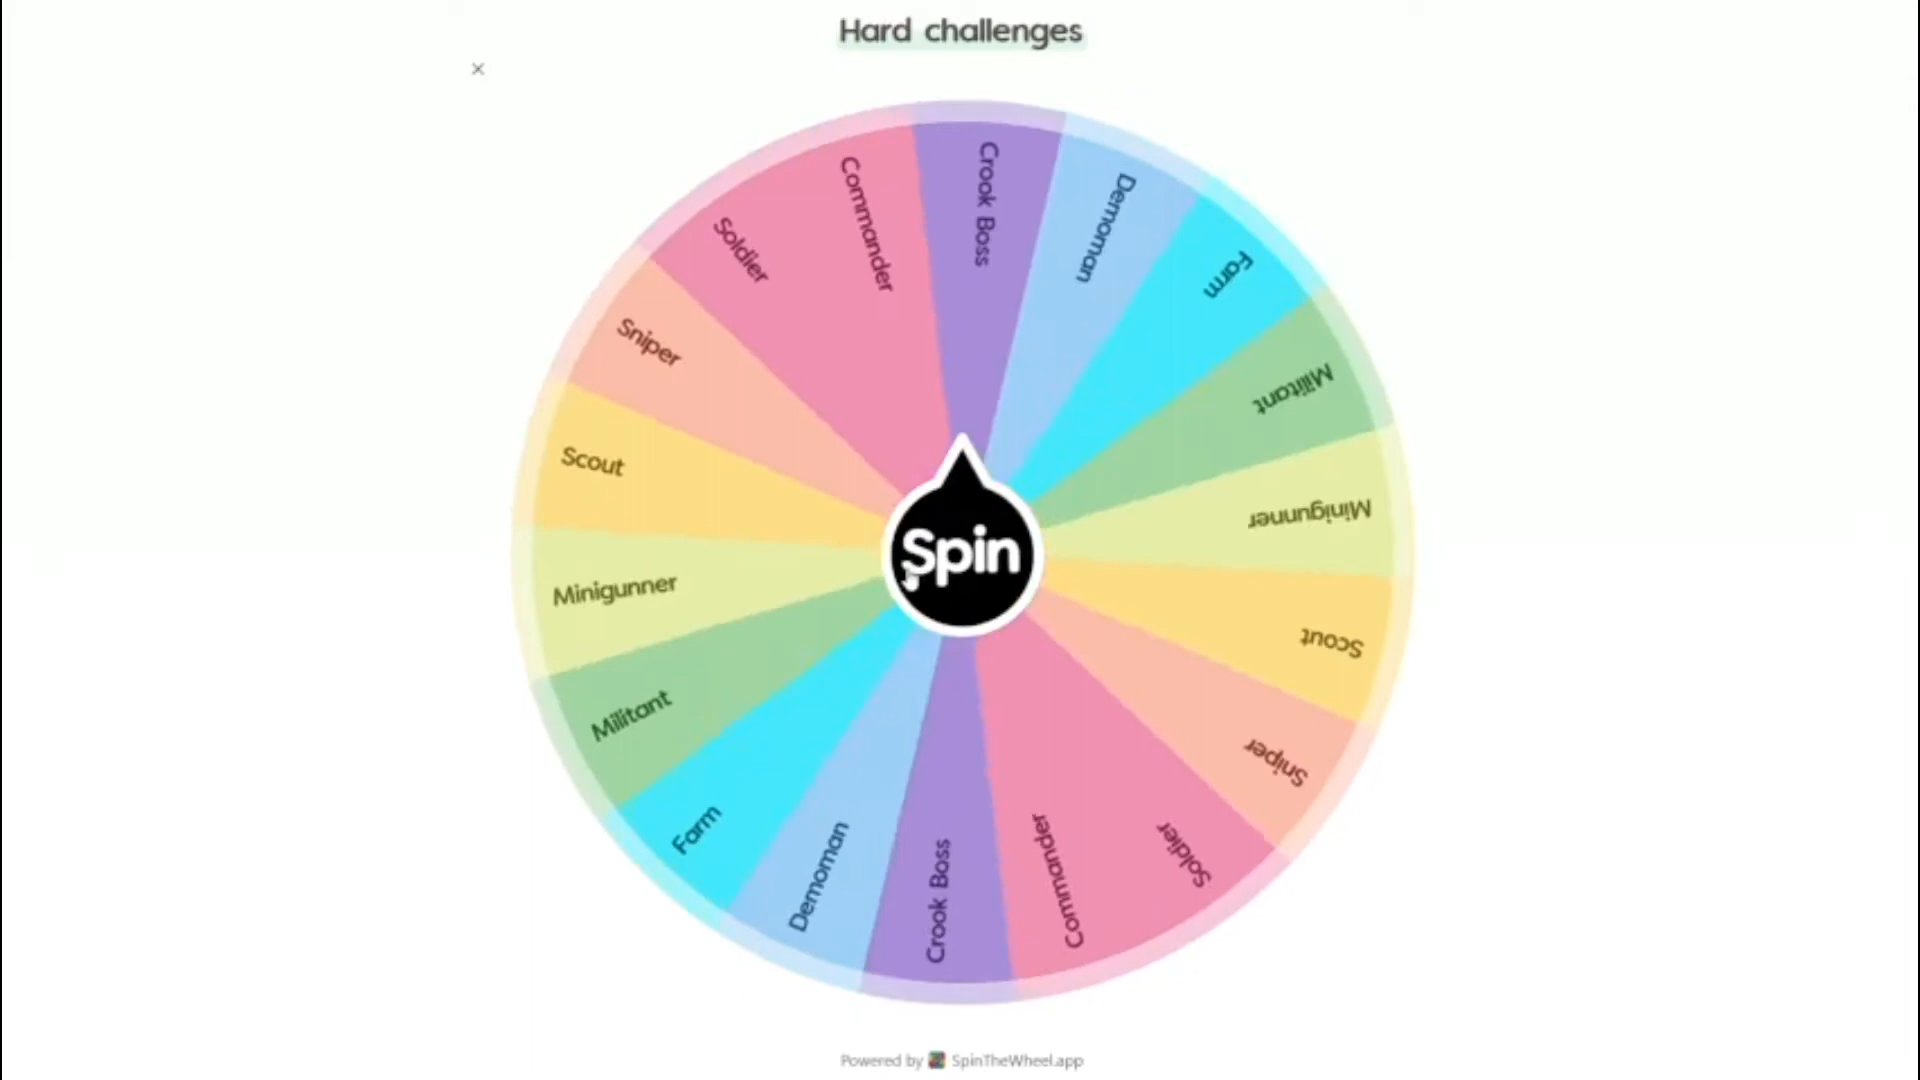 Hard challenges
×
Crook Boss
Demoman
Farm
Militant
Minigunner
Scout
Sniper
Soldier
Commander
Crook Boss
Demoman
Farm
Militant
Minigunner
Scout
Sniper
Soldier
Commander
Spin
Powered by SpinTheWheel.app